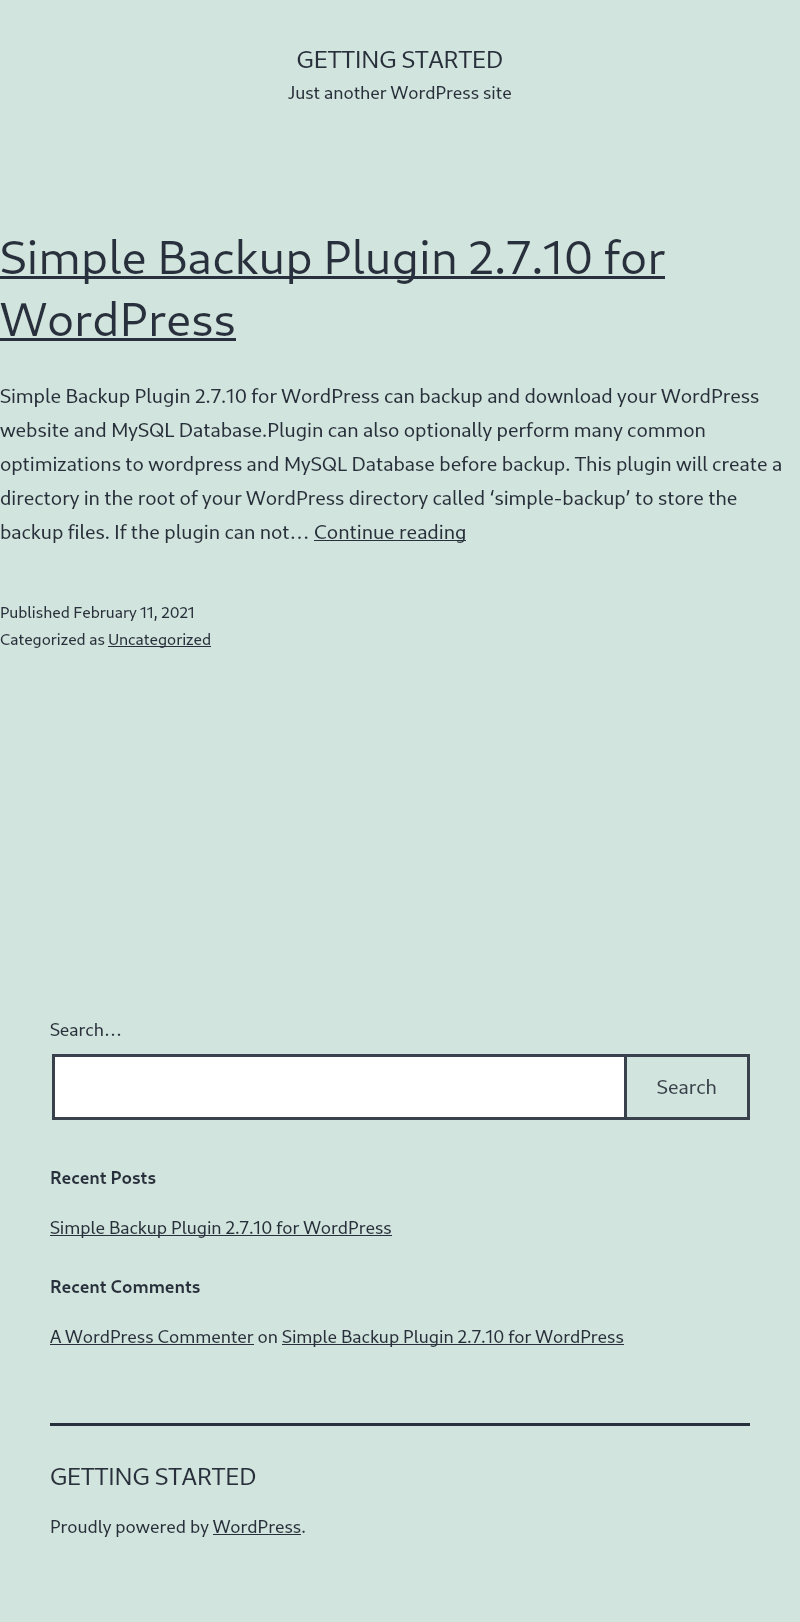 GETTING STARTED
Just another WordPress site
Simple Backup Plugin 2.7.10 for
WordPress
Simple Backup Plugin 2.7.10 for WordPress can backup and download your WordPress
website and MySQL Database.Plugin can also optionally perform many common
optimizations to wordpress and MySQL Database before backup. This plugin will create a
directory in the root of your WordPress directory called ‘simple-backup’ to store the
backup files. If the plugin can not… Continue reading
Published February 11, 2021
Categorized as Uncategorized
Search…
Search
Recent Posts
Simple Backup Plugin 2.7.10 for WordPress
Recent Comments
A WordPress Commenter on Simple Backup Plugin 2.7.10 for WordPress
GETTING STARTED
Proudly powered by WordPress.